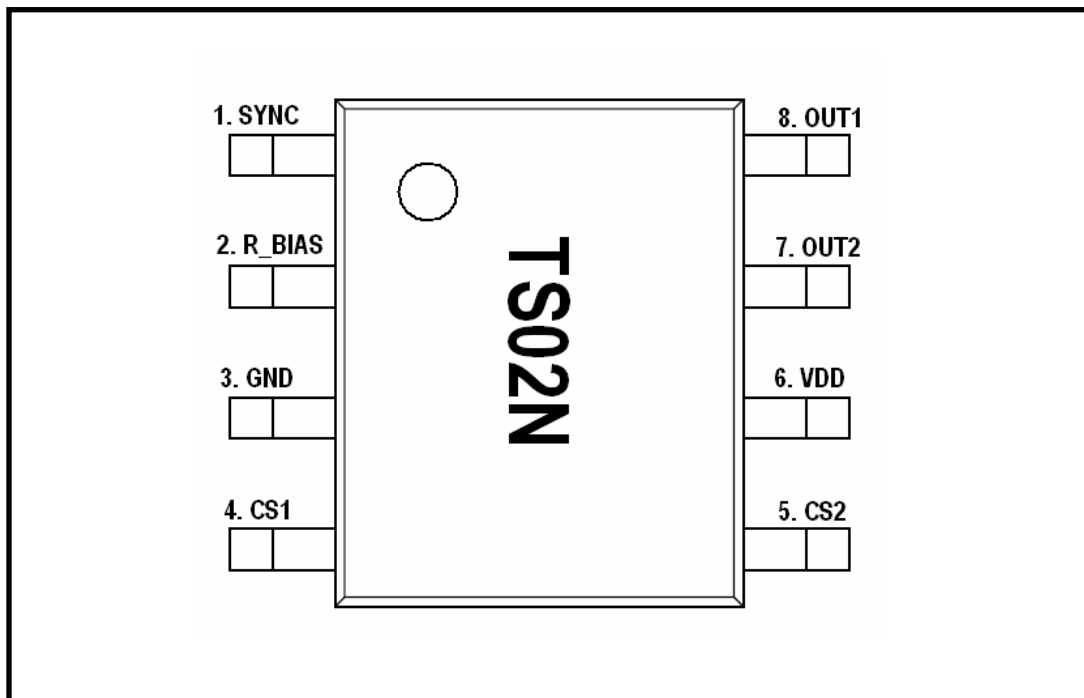 1. SYNC
8. OUT1
2. R_BIAS
7. OUT2
3. GND
6. VDD
4. CS1
5. CS2
TS02N